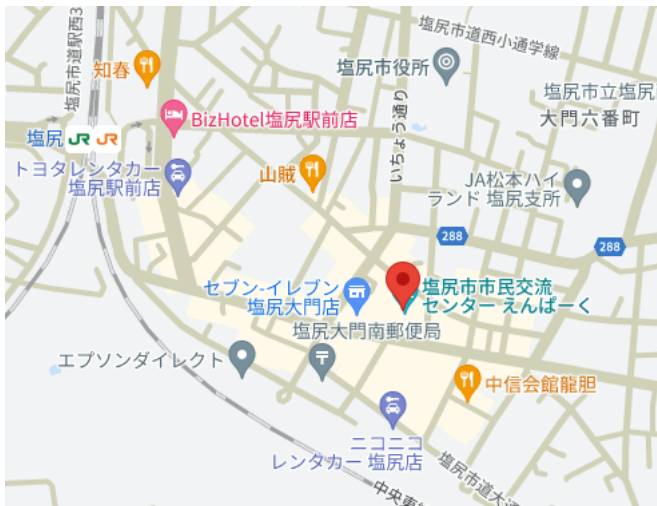 塩尻市道西小通学線
塩尻市道駅西3
知春
塩尻市役所
塩尻市立塩尻
大門六番町
BizHotel塩尻駅前店
いちょう通り
塩尻 JR JR
トヨタレンタカー
塩尻駅前店
山賊
JA松本ハイ
ランド 塩尻支所
288
288
セブン-イレブン
塩尻大門店
塩尻市市民交流
センター えんぱーく
塩尻大門南郵便局
エプソンダイレクト
中信会館龍胆
ニコニコ
レンタカー 塩尻店
塩尻市道大通
中央東